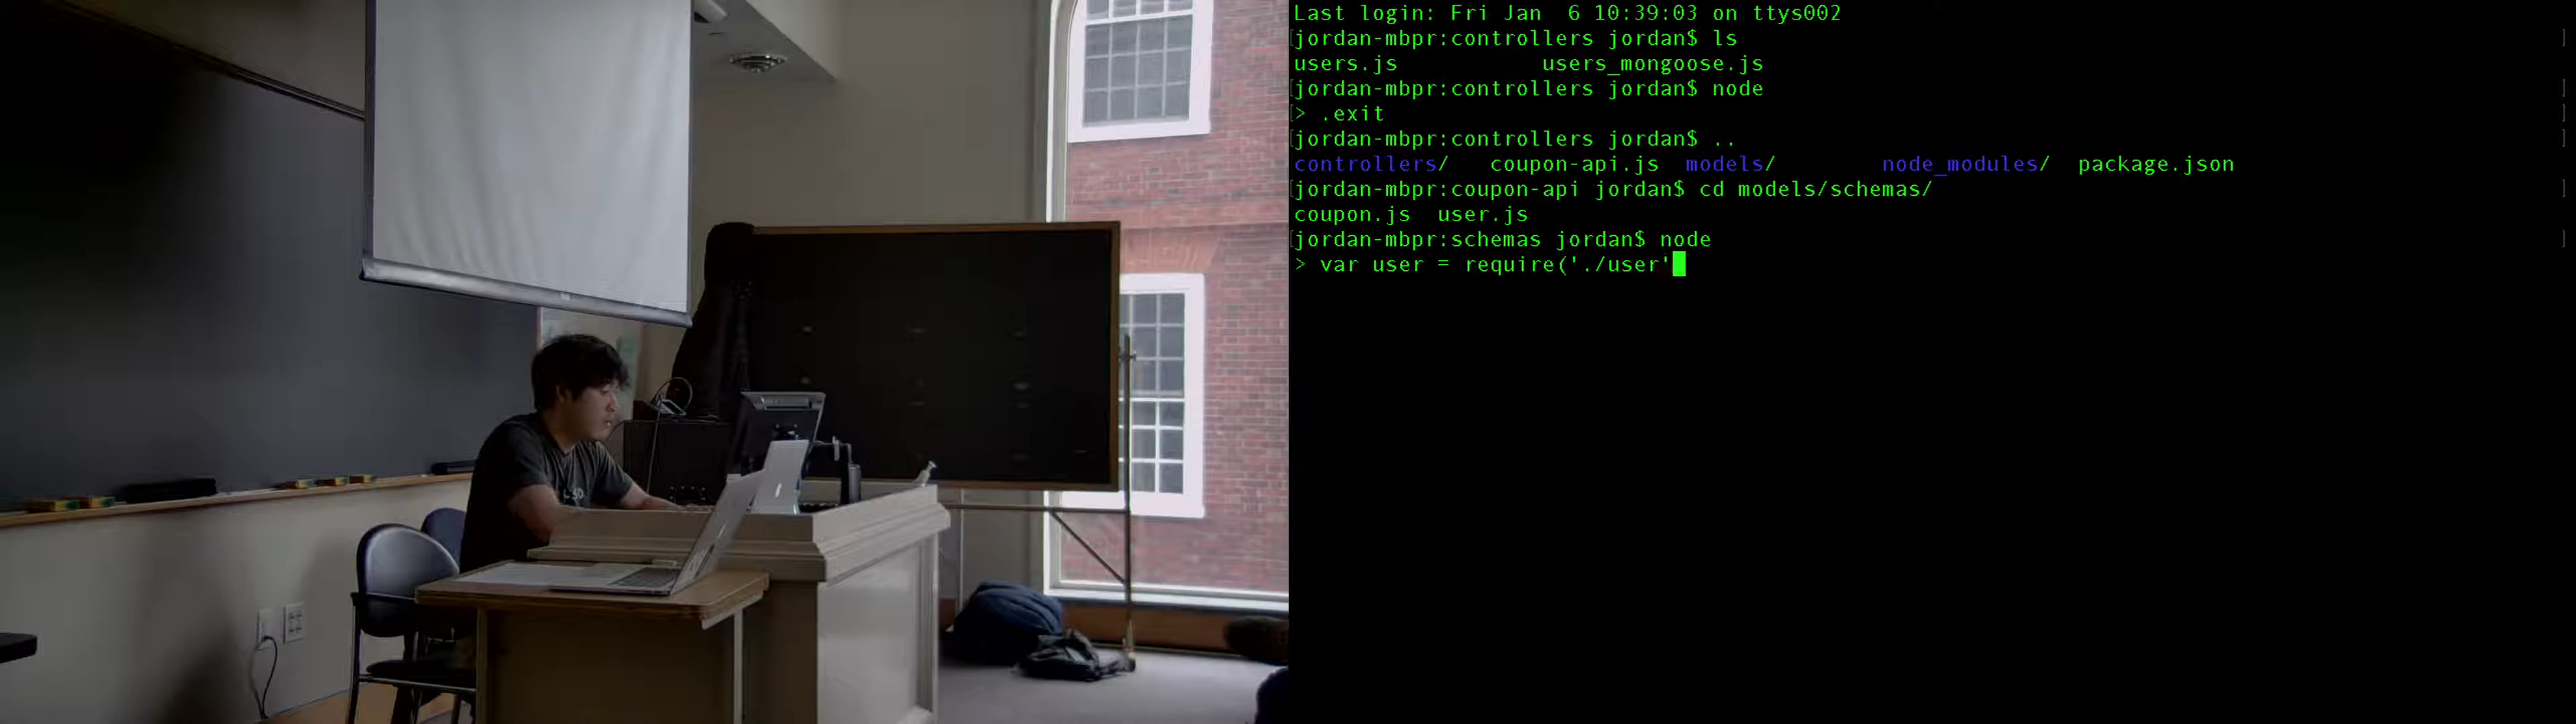 Last login: Fri Jan  6 10:39:03 on ttys002
[jordan-mbpr:controllers jordan$ ls ]
users.js           users_mongoose.js
[jordan-mbpr:controllers jordan$ node ]
[> .exit ]
[jordan-mbpr:controllers jordan$ .. ]
controllers/   coupon-api.js  models/        node_modules/  package.json
[jordan-mbpr:coupon-api jordan$ cd models/schemas/ ]
coupon.js  user.js
[jordan-mbpr:schemas jordan$ node ]
> var user = require('./user'